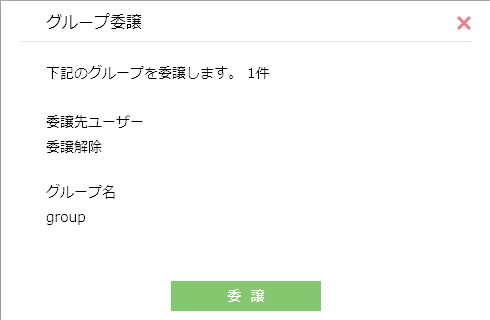 グループ委譲
下記のグループを委譲します。 1件
委譲先ユーザー
委譲解除
グループ名
group
委 譲